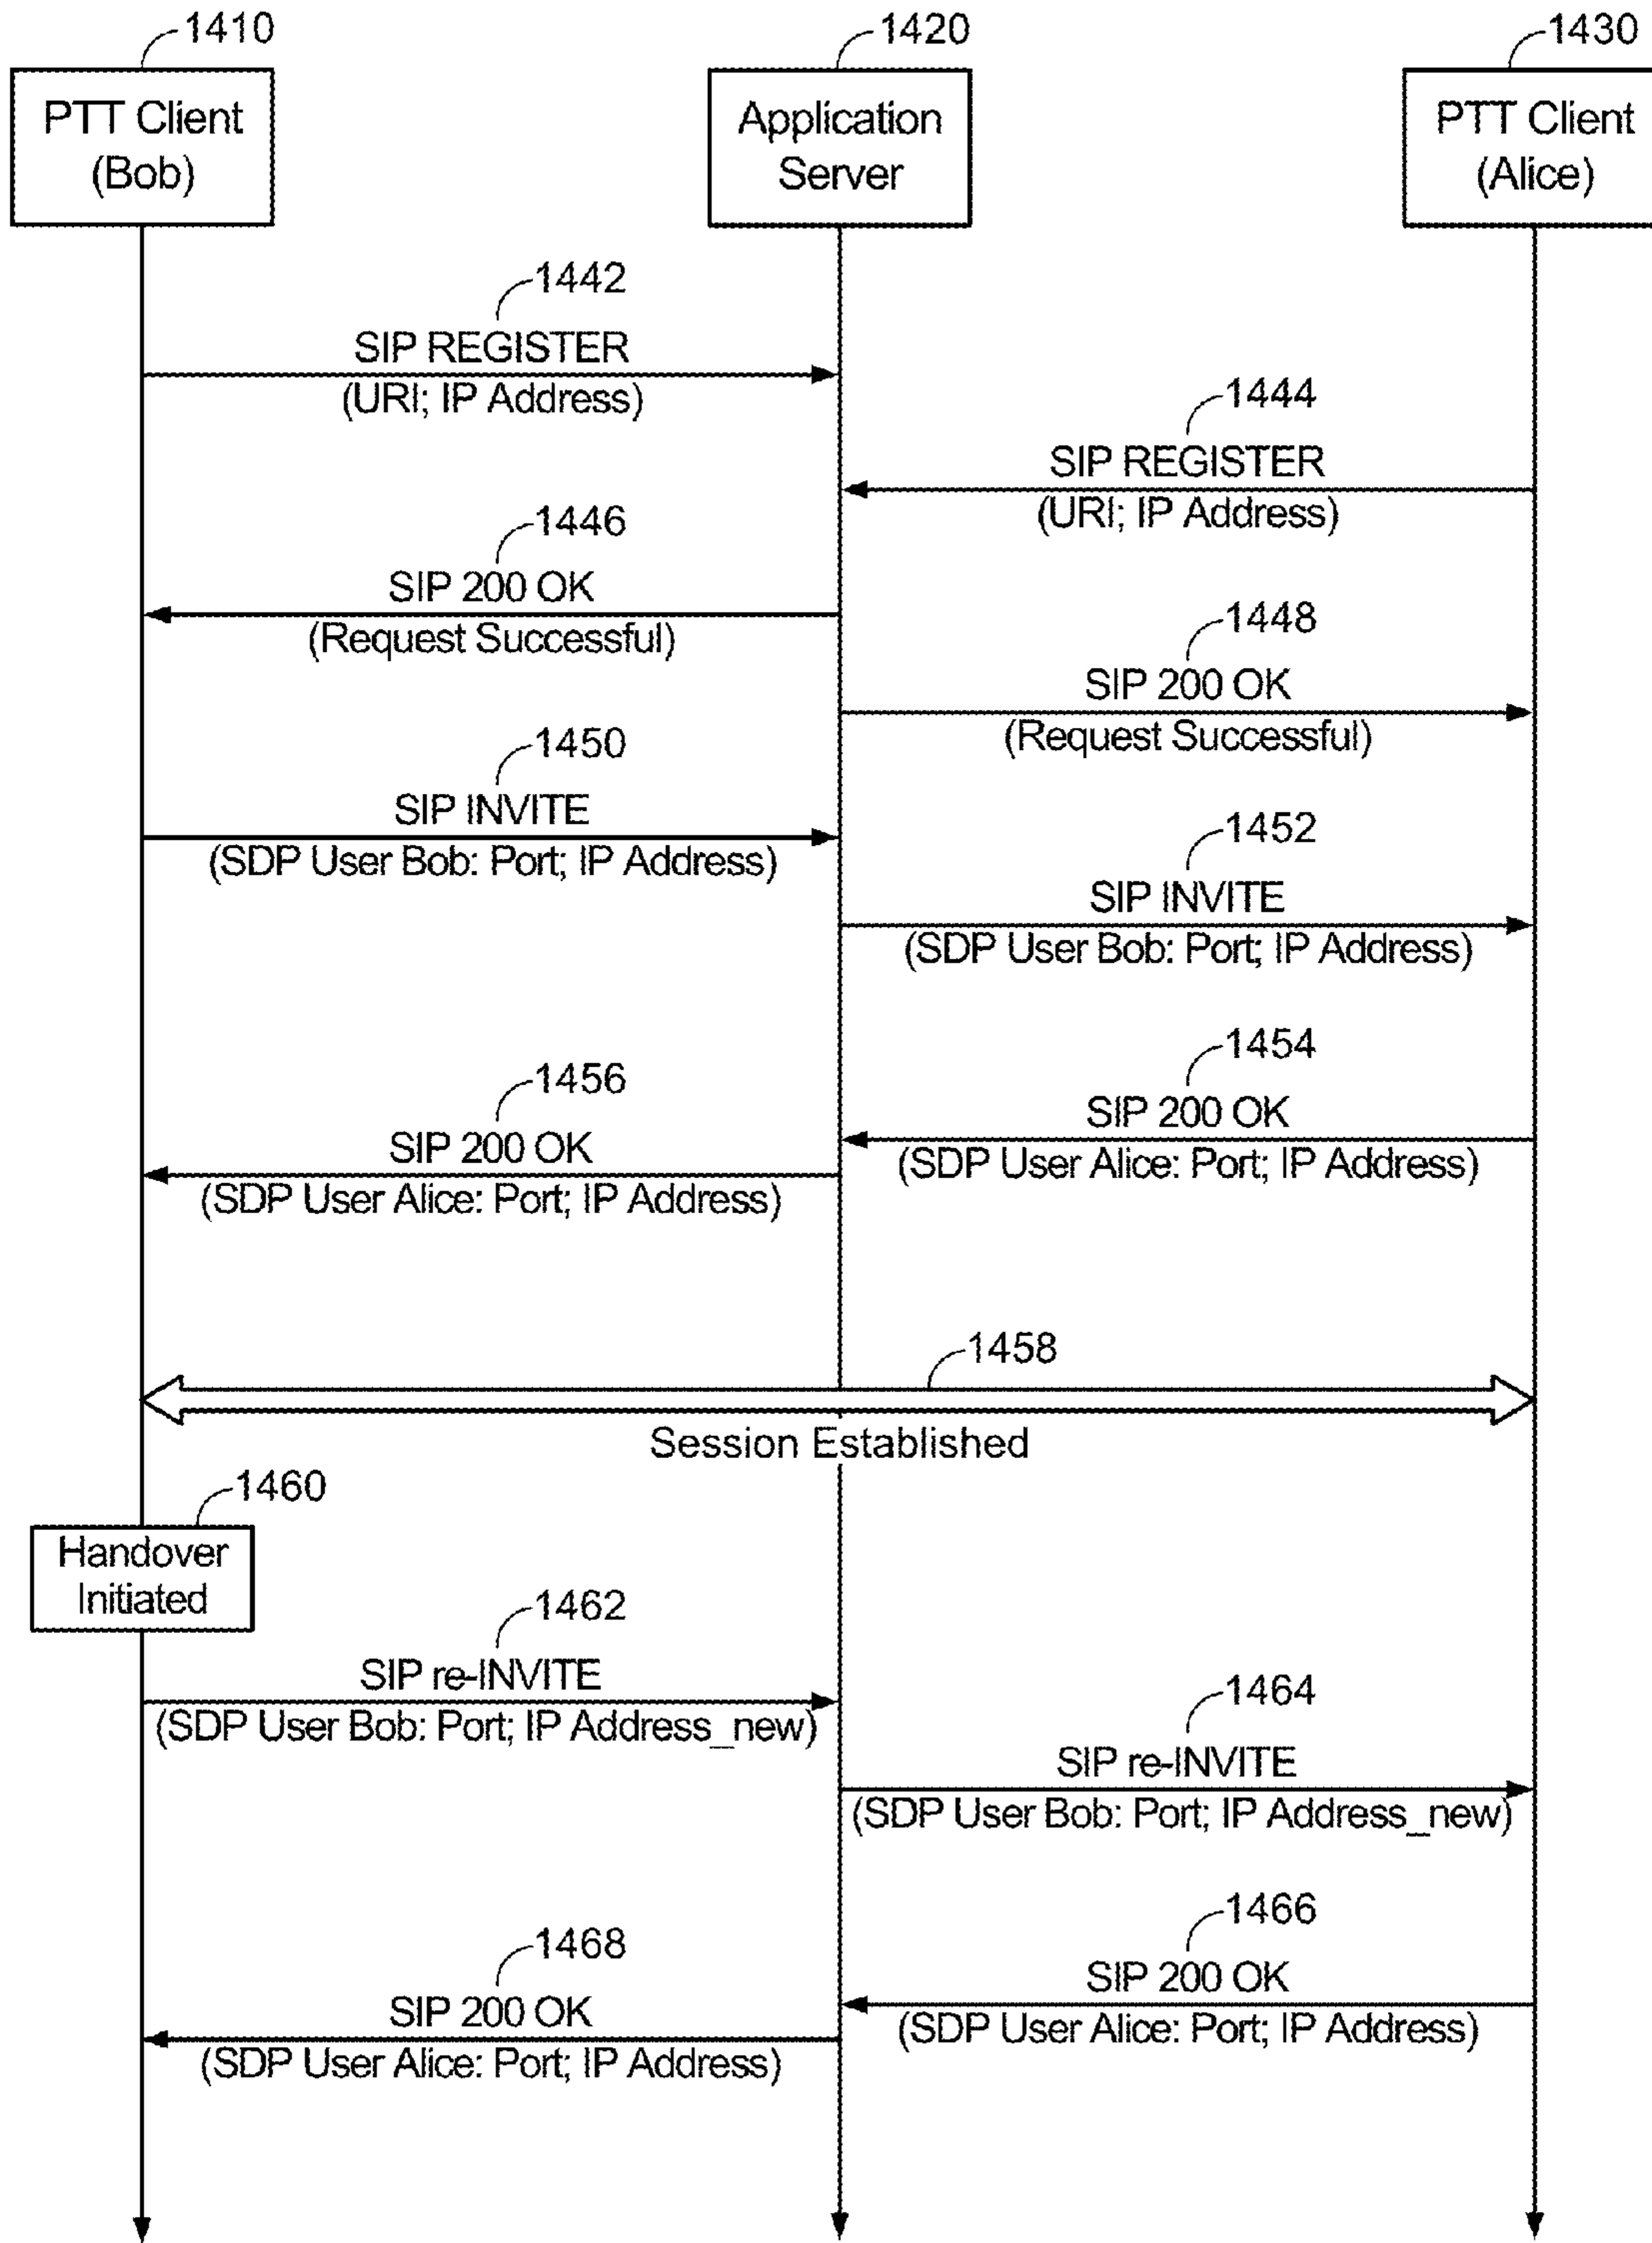 1410
1420
1430
PTT Client
(Bob)
Application
Server
PTT Client
(Alice)
1442
SIP REGISTER
(URI; IP Address)
1444
SIP REGISTER
(URI; IP Address)
1446
SIP 200 OK
(Request Successful)
1448
SIP 200 OK
(Request Successful)
1450
SIP INVITE
(SDP User Bob: Port; IP Address)
1452
SIP INVITE
(SDP User Bob: Port; IP Address)
1454
SIP 200 OK
(SDP User Alice: Port; IP Address)
1456
SIP 200 OK
(SDP User Alice: Port; IP Address)
1458
Session Established
1460
Handover
Initiated
1462
SIP re-INVITE
(SDP User Bob: Port; IP Address_new)
1464
SIP re-INVITE
(SDP User Bob: Port; IP Address_new)
1466
SIP 200 OK
(SDP User Alice: Port; IP Address)
1468
SIP 200 OK
(SDP User Alice: Port; IP Address)